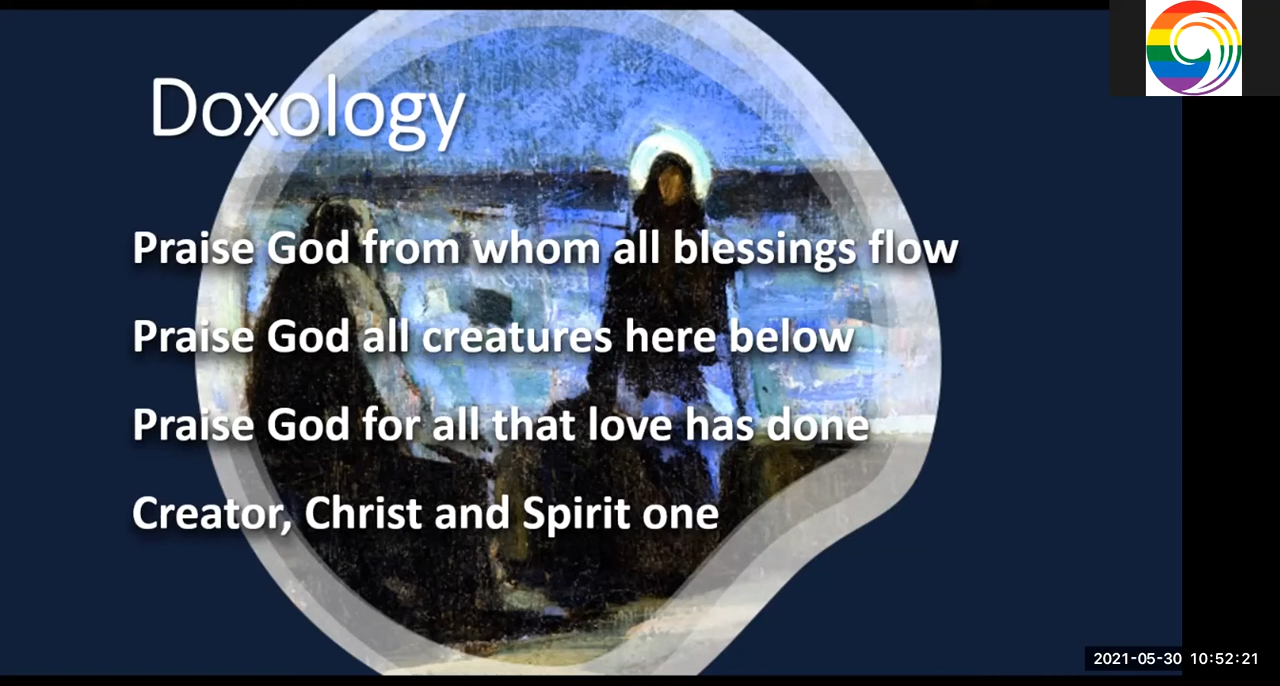 Doxology
Praise God from whom all blessings flow
Praise God all creatures here below
Praise God for all that love has done
Creator, Christ and Spirit one
2021-05-30 10:52:21